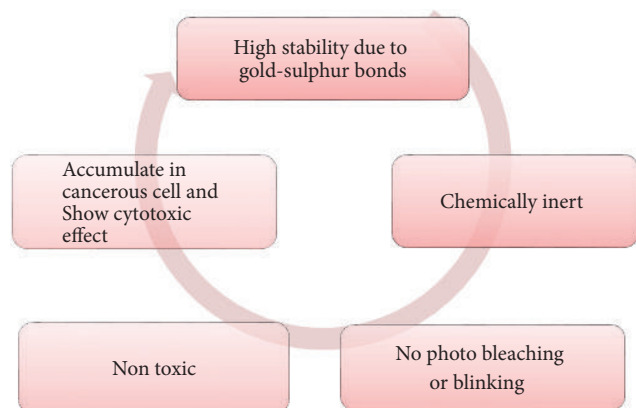 High stability due to
gold-sulphur bonds
Chemically inert
No photo bleaching
or blinking
Non toxic
Accumulate in
cancerous cell and
Show cytotoxic
effect